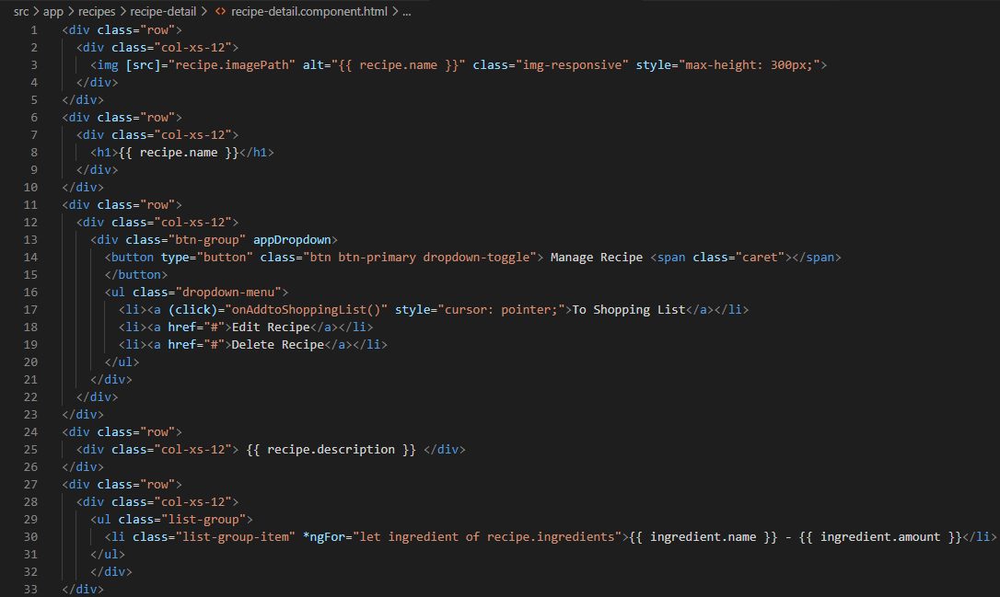 src > app > recipes > recipe-detail > <> recipe-detail.component.html > ...
1 <div class="row">
2   <div class="col-xs-12">
3     <img [src]="recipe.imagePath" alt="{{ recipe.name }}" class="img-responsive" style="max-height: 300px;">
4   </div>
5 </div>
6 <div class="row">
7   <div class="col-xs-12">
8     <h1>{{ recipe.name }}</h1>
9   </div>
10 </div>
11 <div class="row">
12   <div class="col-xs-12">
13     <div class="btn-group" appDropdown>
14       <button type="button" class="btn btn-primary dropdown-toggle"> Manage Recipe <span class="caret"></span>
15       </button>
16       <ul class="dropdown-menu">
17         <li><a (click)="onAddtoShoppingList()" style="cursor: pointer;">To Shopping List</a></li>
18         <li><a href="#">Edit Recipe</a></li>
19         <li><a href="#">Delete Recipe</a></li>
20       </ul>
21     </div>
22   </div>
23 </div>
24 <div class="row">
25   <div class="col-xs-12"> {{ recipe.description }} </div>
26 </div>
27 <div class="row">
28   <div class="col-xs-12">
29     <ul class="list-group">
30       <li class="list-group-item" *ngFor="let ingredient of recipe.ingredients">{{ ingredient.name }} - {{ ingredient.amount }}</li>
31     </ul>
32     </div>
33 </div>